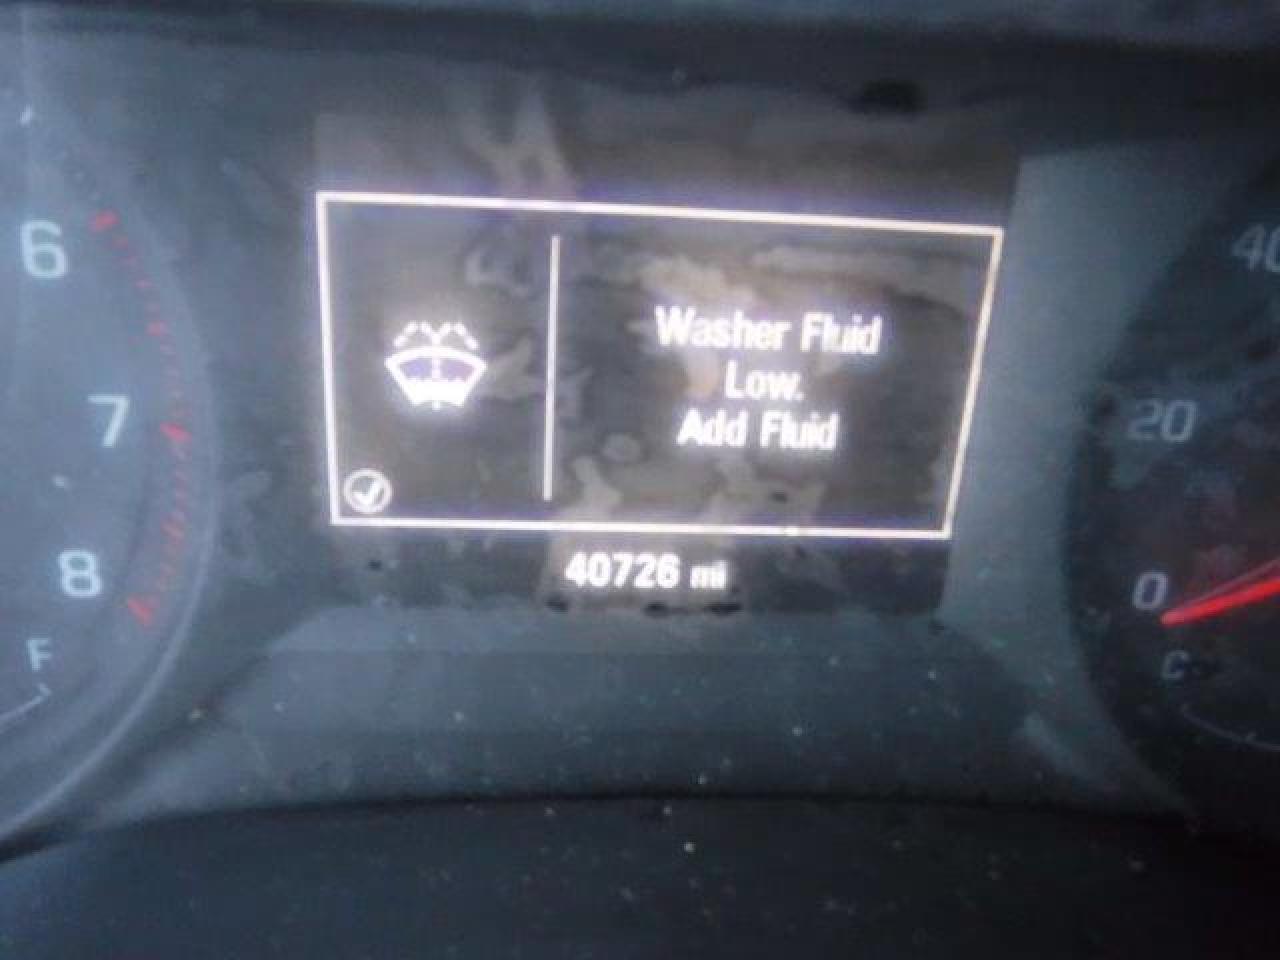 6
7
8
F
Washer Fluid
Low.
Add Fluid
40726 mi
40
20
0
C